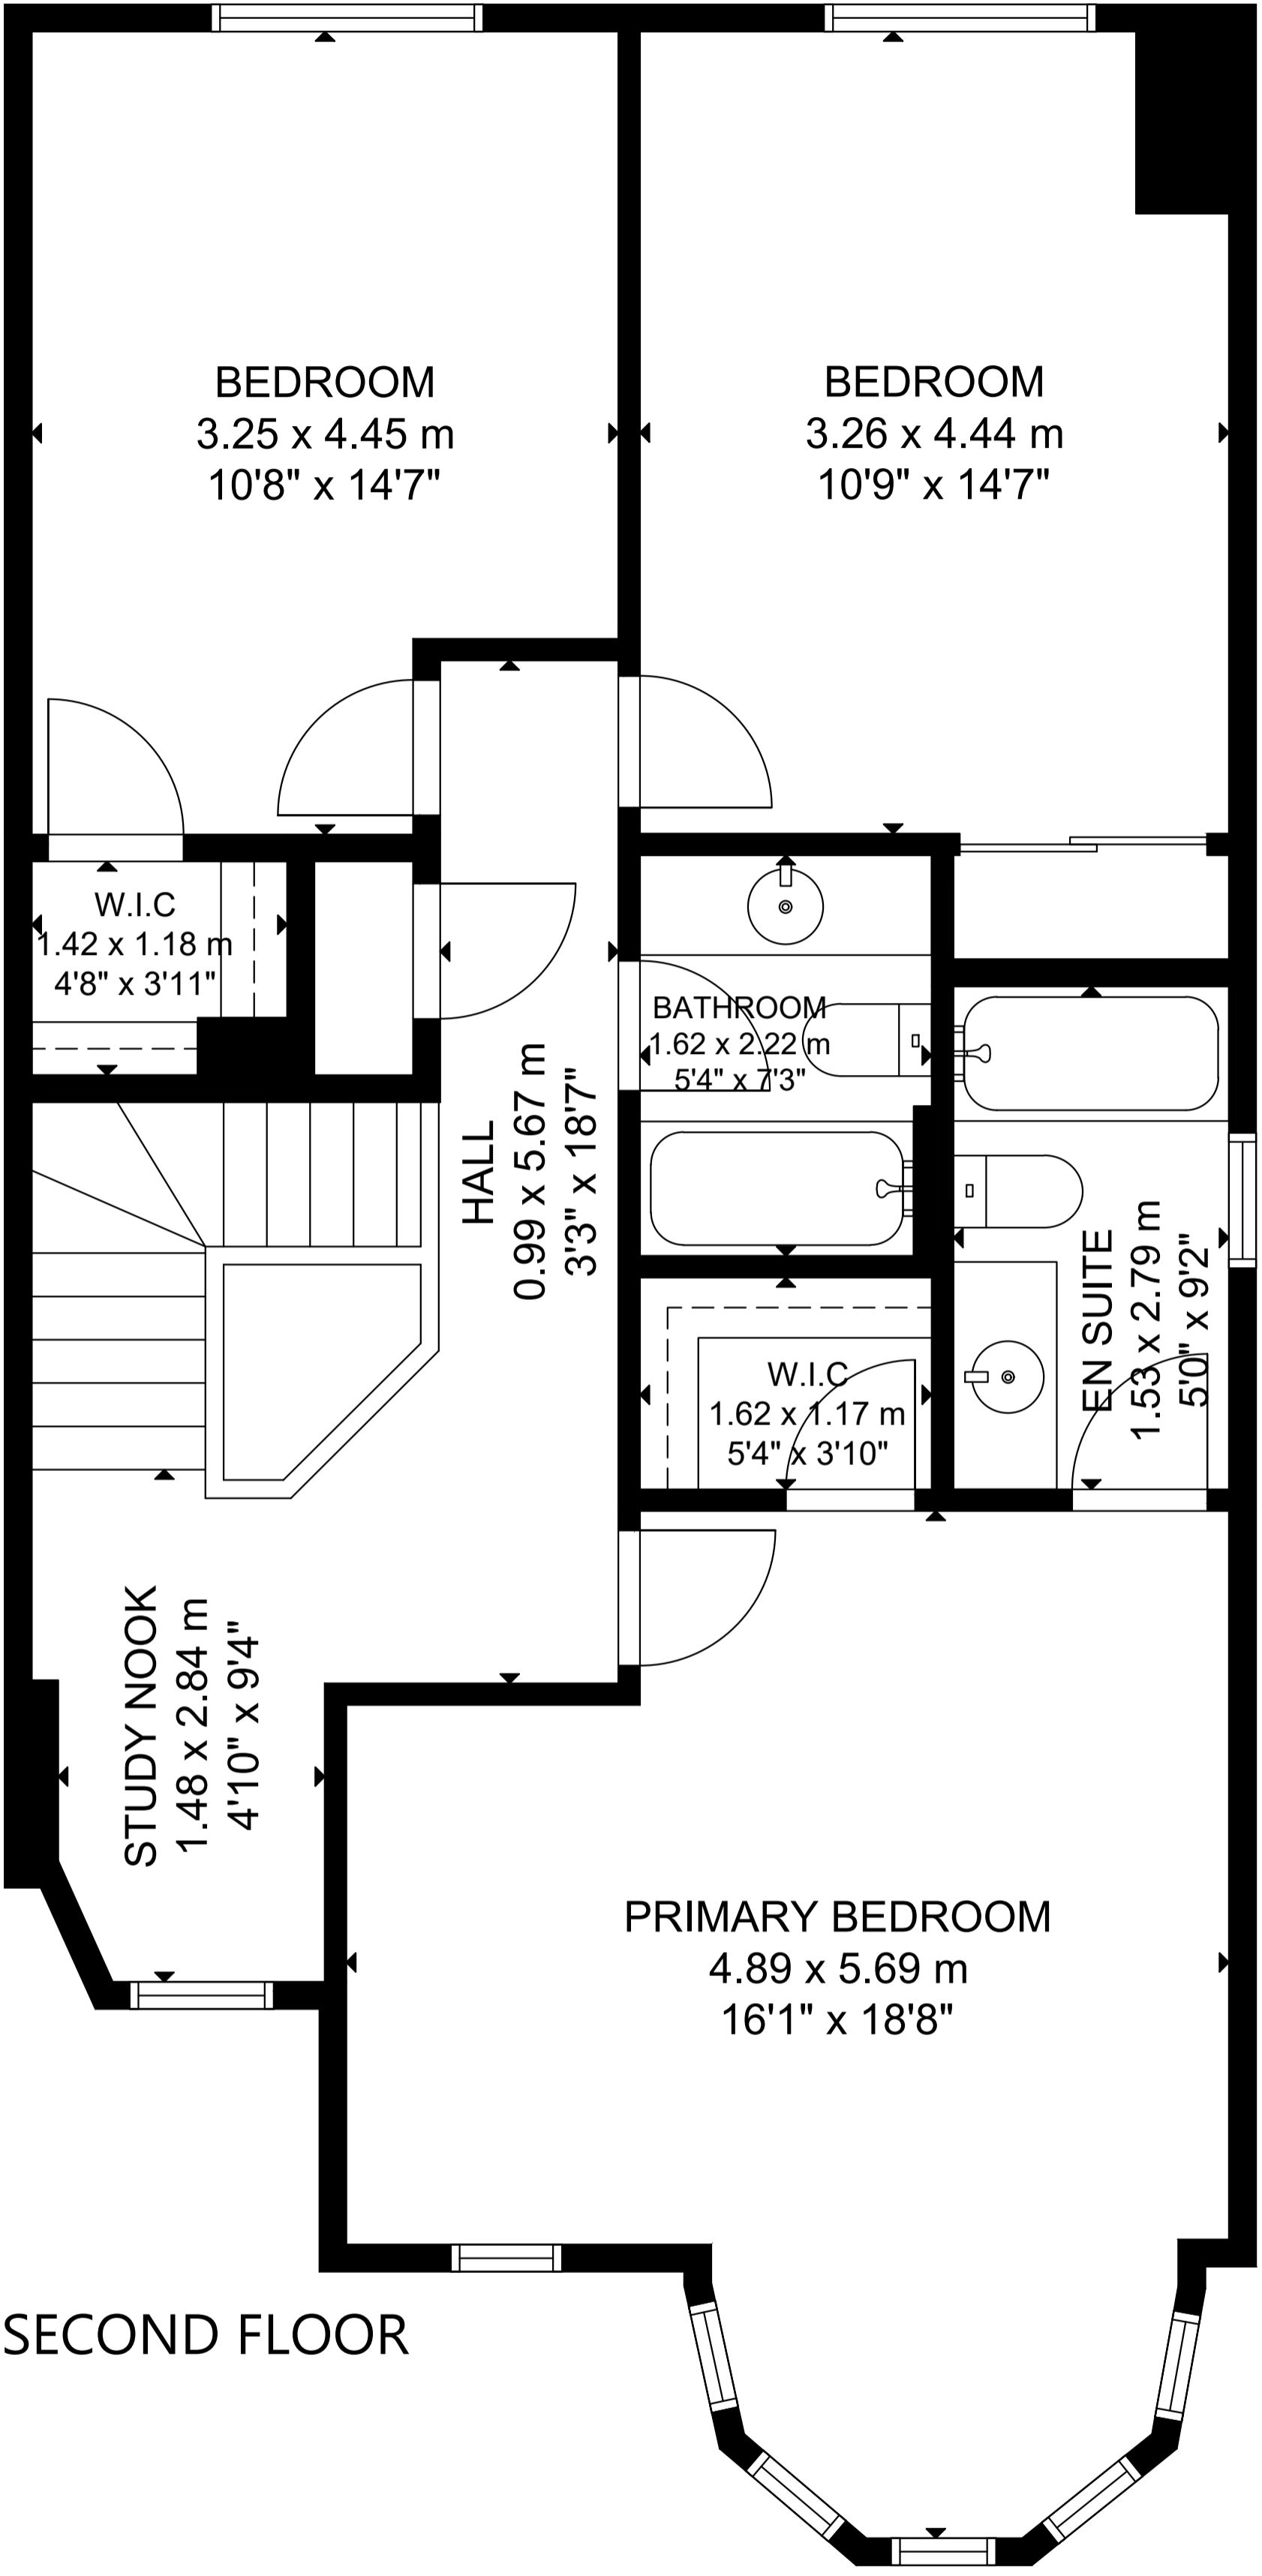 BEDROOM
3.25 x 4.45 m
10'8" x 14'7"
BEDROOM
3.26 x 4.44 m
10'9" x 14'7"
W.I.C
1.42 x 1.18 m
4'8" x 3'11"
HALL
0.99 x 5.67 m
3'3" x 18'7"
BATHROOM
1.62 x 2.22 m
5'4" x 7'3"
EN SUITE
1.53 x 2.79 m
5'0" x 9'2"
W.I.C
1.62 x 1.17 m
5'4" x 3'10"
STUDY NOOK
1.48 x 2.84 m
4'10" x 9'4"
PRIMARY BEDROOM
4.89 x 5.69 m
16'1" x 18'8"
SECOND FLOOR